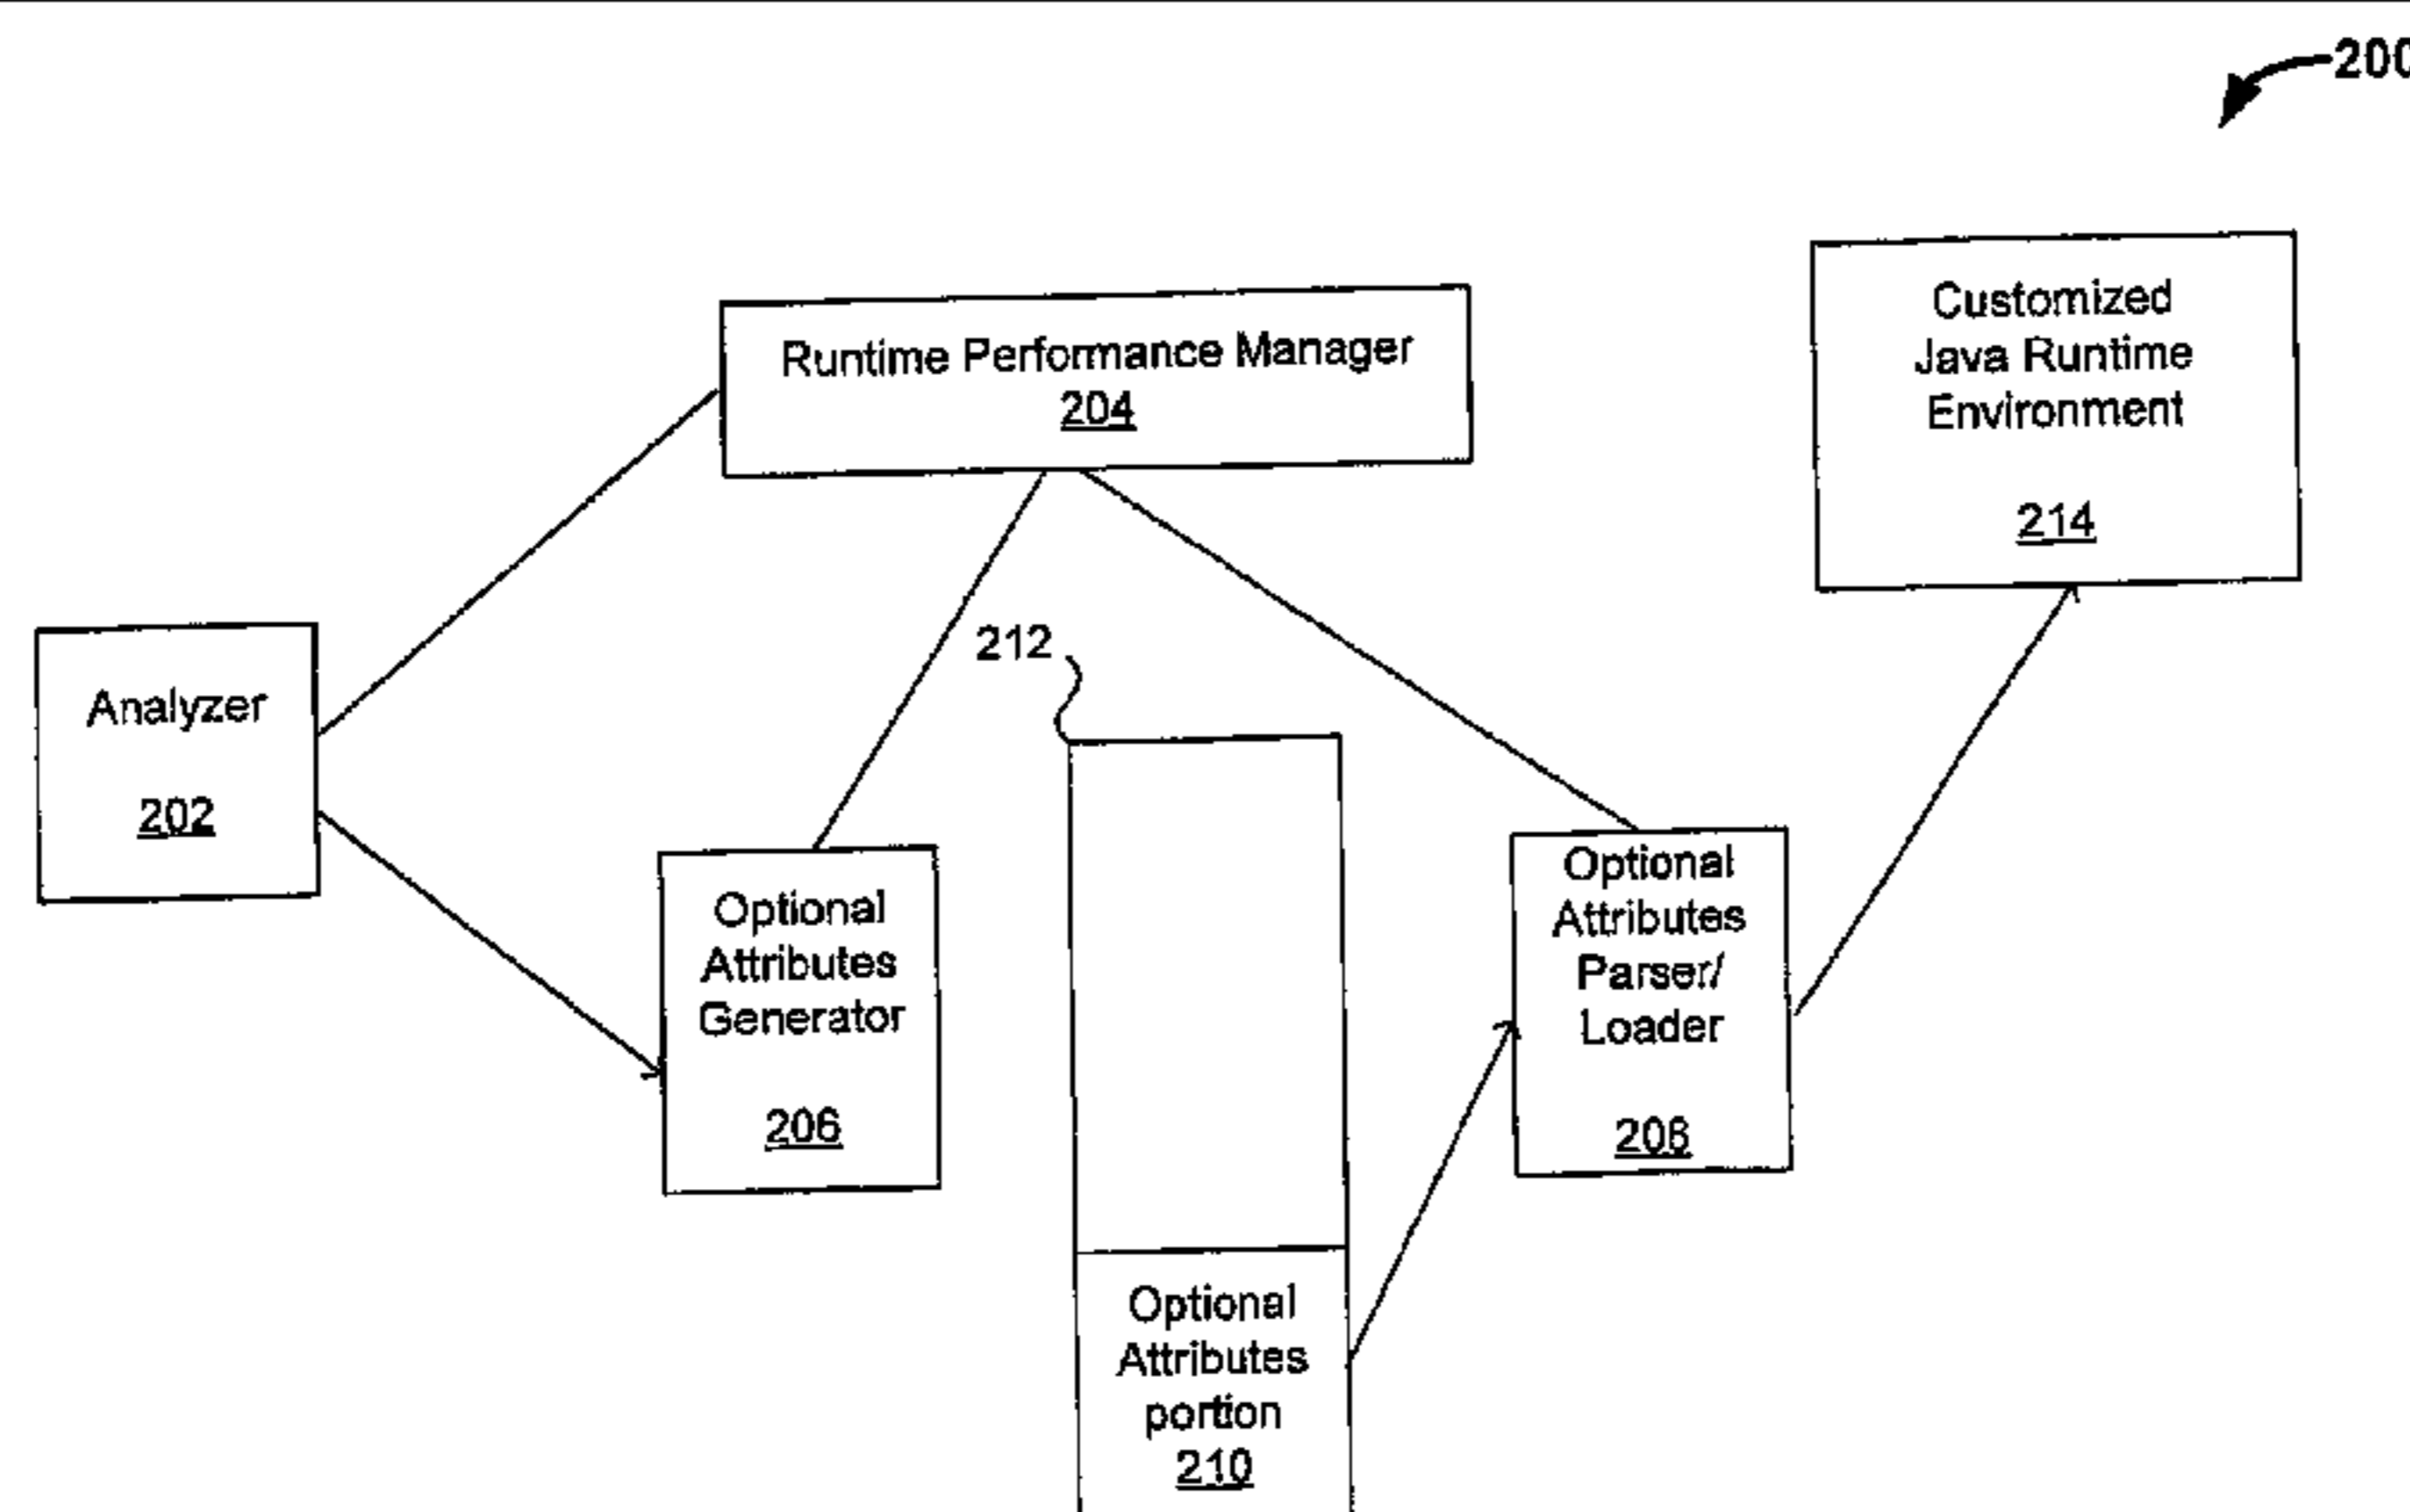 200
Runtime Performance Manager
204
Customized
Java Runtime
Environment
214
212
Analyzer
202
Optional
Attributes
Generator
206
Optional
Attributes
Parser/
Loader
208
Optional
Attributes
portion
210